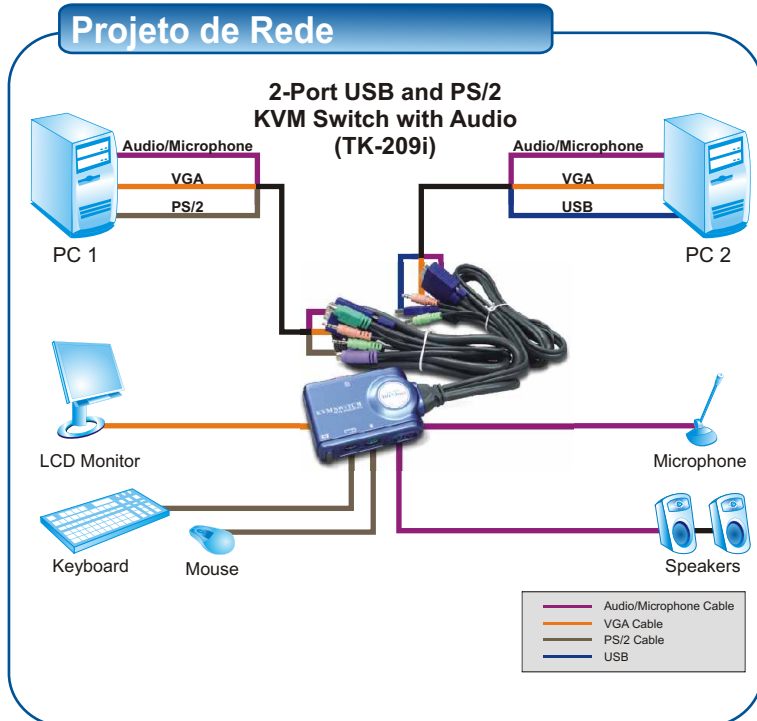 Projeto de Rede
2-Port USB and PS/2
KVM Switch with Audio
(TK-209i)
Audio/Microphone
VGA
PS/2
PC 1
Audio/Microphone
VGA
USB
PC 2
KVM SWITCH
LCD Monitor
Microphone
Keyboard
Mouse
Speakers
Audio/Microphone Cable
VGA Cable
PS/2 Cable
USB